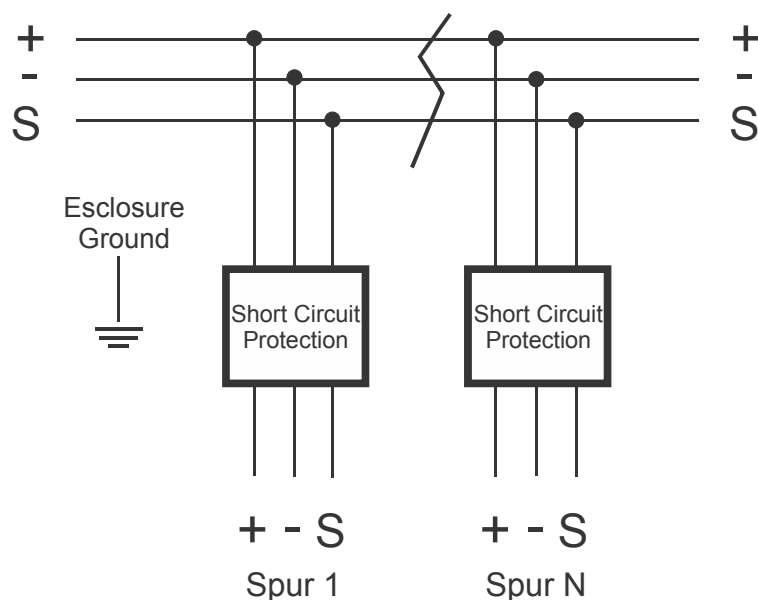 + +
- -
S S
Esclosure
Ground
Short Circuit
Protection
Short Circuit
Protection
+ - S
+ - S
Spur 1
Spur N